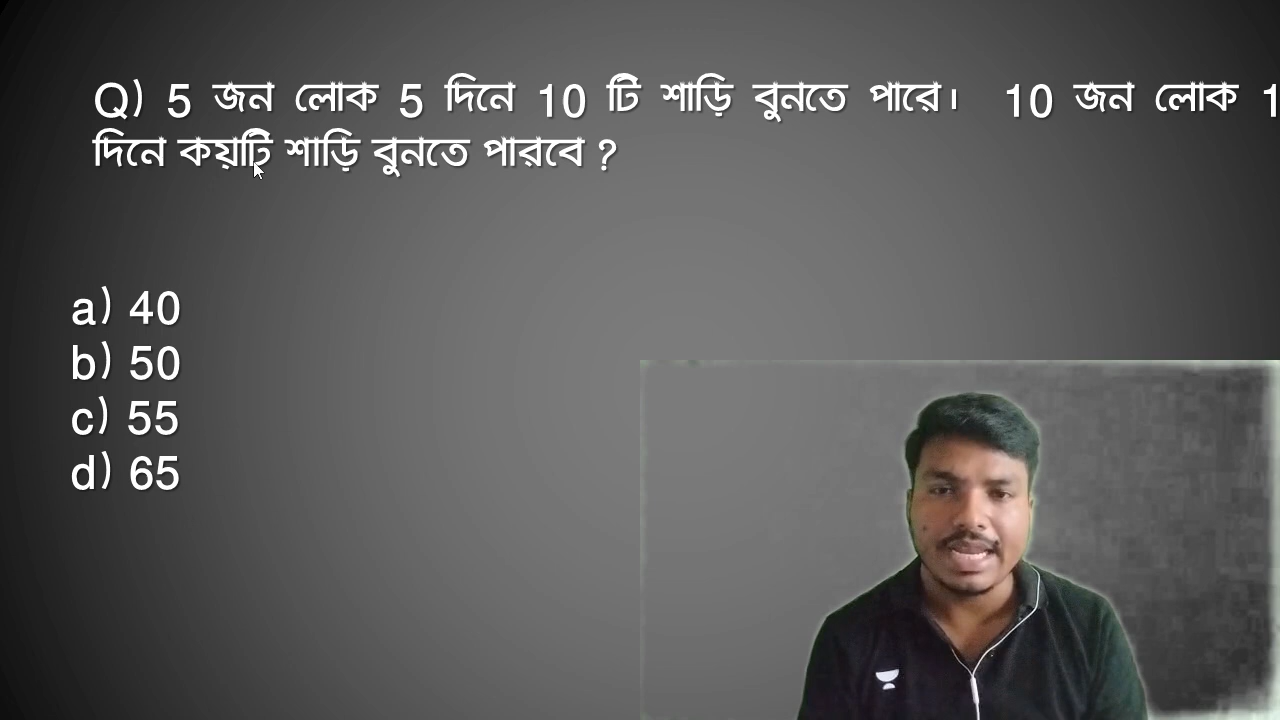 Q) 5 জন লোক 5 দিনে 10 টি শাড়ি বুনতে পারে। 10 জন লোক
দিনে কয়টি শাড়ি বুনতে পারবে ?
a) 40
b) 50
c) 55
d) 65